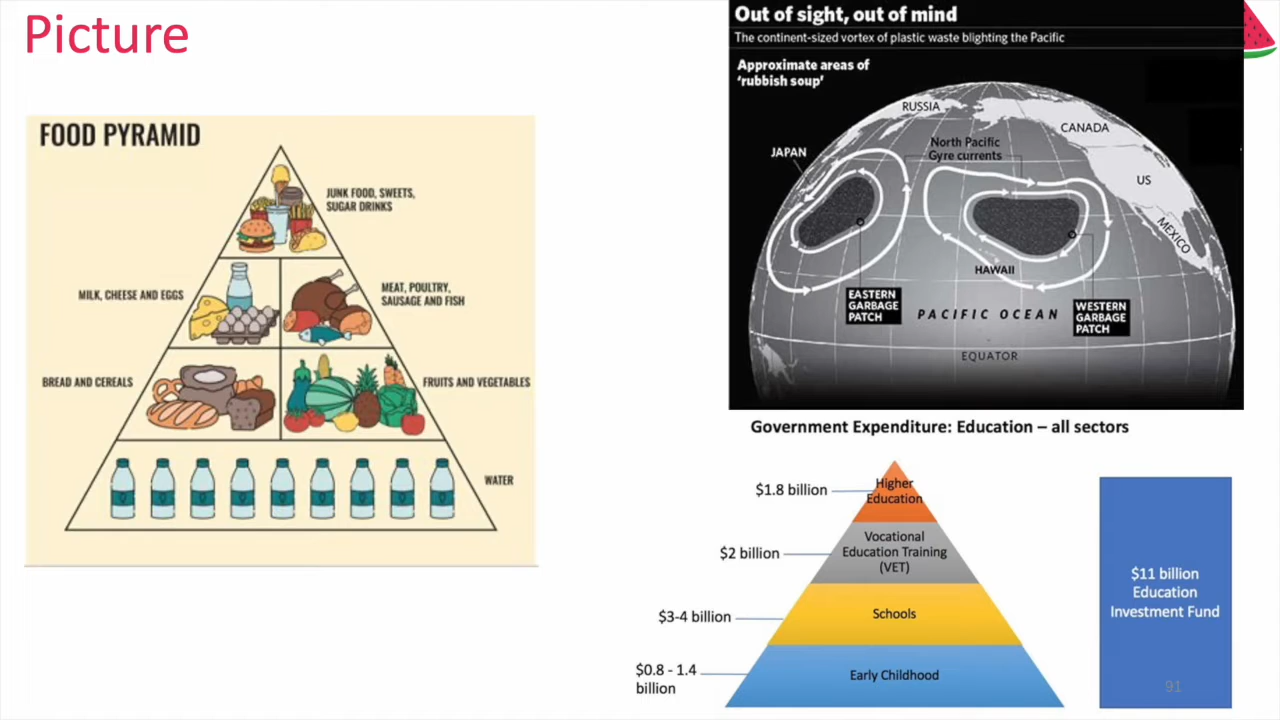 Picture
FOOD PYRAMID
JUNK FOOD, SWEETS,
SUGAR DRINKS
MILK, CHEESE AND EGGS
MEAT, POULTRY,
SAUSAGE AND FISH
BREAD AND CEREALS
FRUITS AND VEGETABLES
WATER
Out of sight, out of mind
The continent-sized vortex of plastic waste blighting the Pacific
Approximate areas of
'rubbish soup'
RUSSIA
CANADA
North Pacific
Gyre currents
JAPAN
US
MEXICO
HAWAII
EASTERN
GARBAGE
PATCH
PACIFIC OCEAN
WESTERN
GARBAGE
PATCH
EQUATOR
Government Expenditure: Education – all sectors
$1.8 billion
Higher
Education
$2 billion
Vocational
Education Training
(VET)
$3-4 billion
Schools
$0.8 - 1.4
billion
Early Childhood
$11 billion
Education
Investment Fund
91